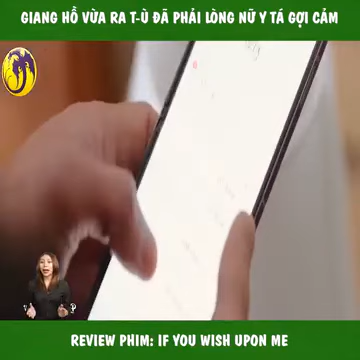 GIANG HỒ VỪA RA T-Ù ĐÃ PHẢI LÒNG NỮ Y TÁ GỢI CẢM
REVIEW PHIM: IF YOU WISH UPON ME